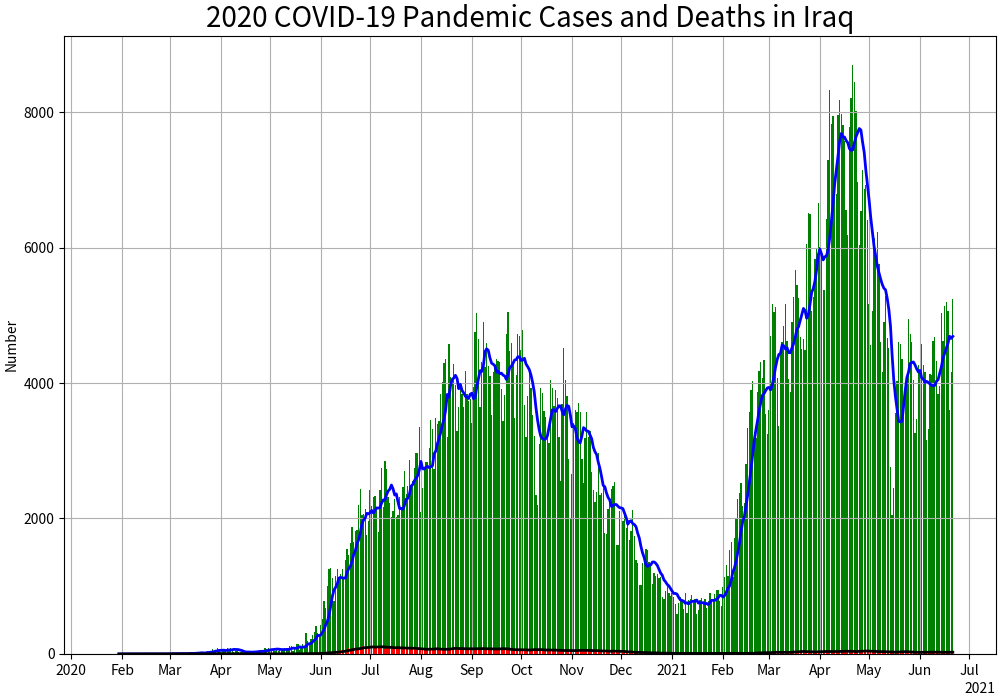 2020 COVID-19 Pandemic Cases and Deaths in Iraq
Number
8000
6000
4000
2000
0
2020 Feb Mar Apr May Jun Jul Aug Sep Oct Nov Dec 2021 Feb Mar Apr May Jun Jul
2021